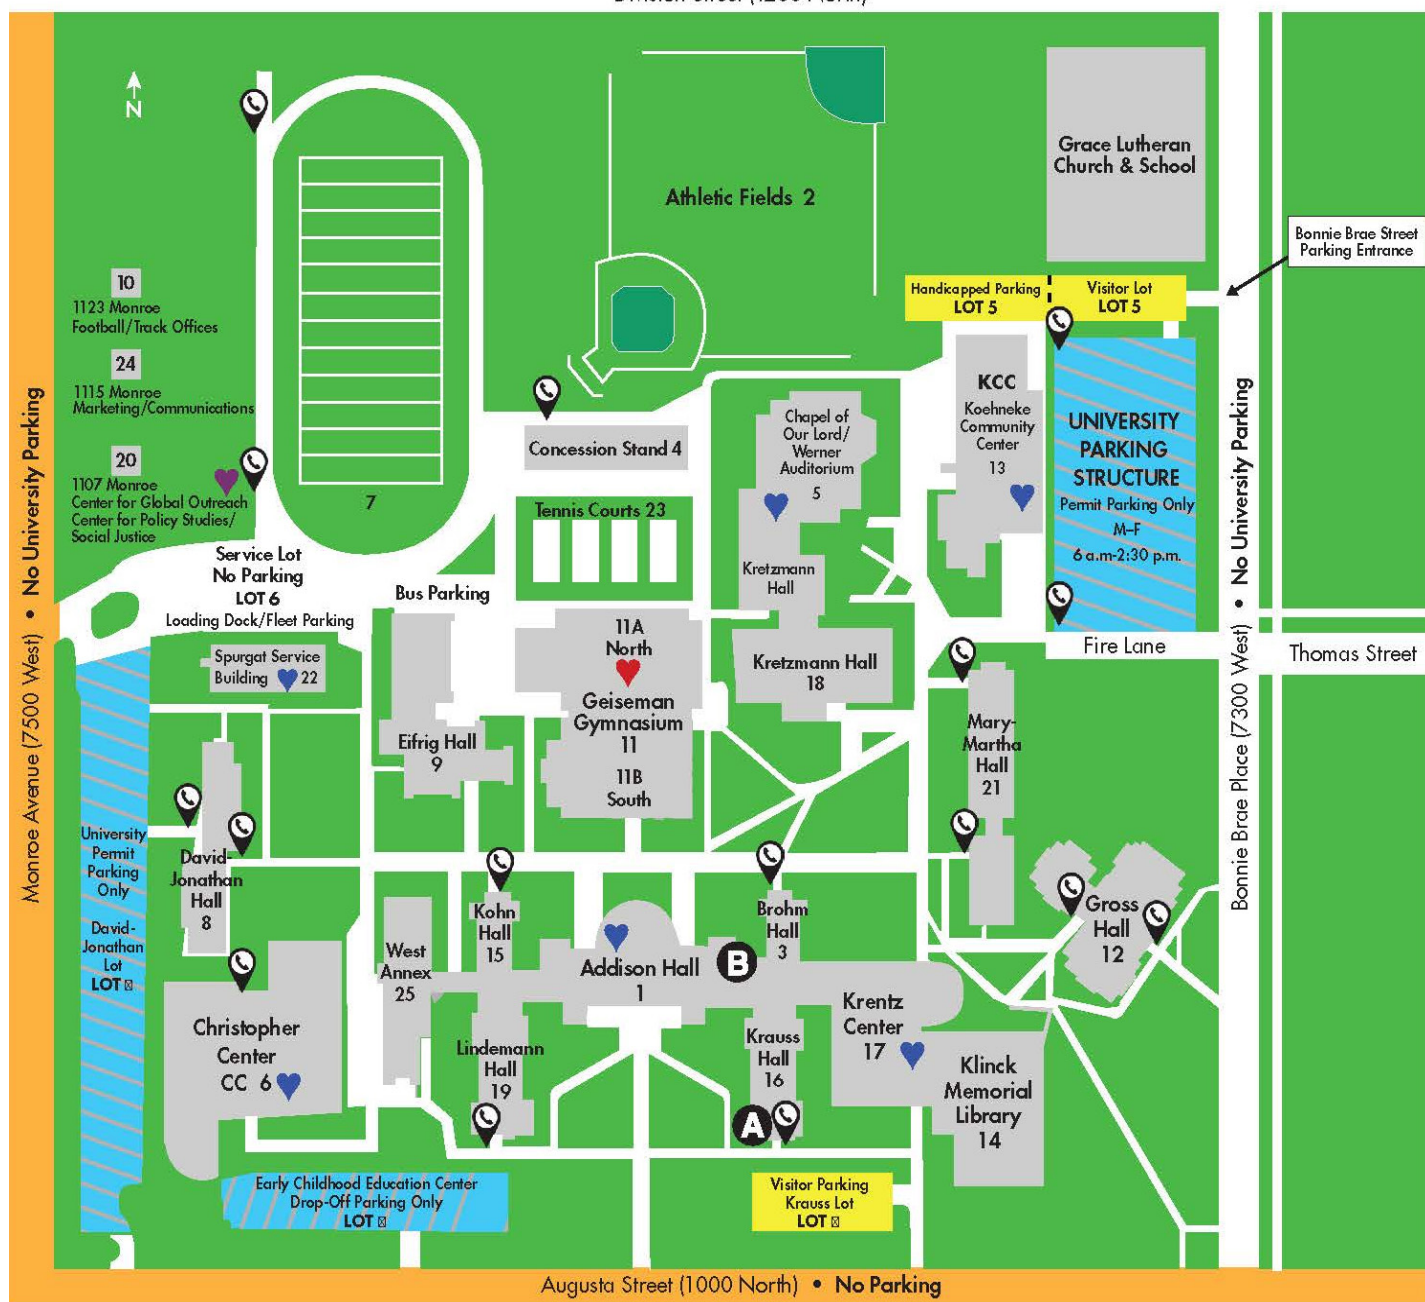 N
Grace Lutheran
Church & School
Athletic Fields 2
Bonnie Brae Street
Parking Entrance
10
1123 Monroe
Football/Track Offices
Handicapped Parking
LOT 5
Visitor Lot
LOT 5
24
1115 Monroe
Marketing/Communications
20
1107 Monroe
Center for Global Outreach
Center for Policy Studies/
Social Justice
7
Concession Stand 4
Tennis Courts 23
Chapel of
Our Lord/
Werner
Auditorium
5
KCC
Koehneke
Community
Center
13
UNIVERSITY
PARKING
STRUCTURE
Permit Parking Only
M–F
6 a.m-2:30 p.m.
Service Lot
No Parking
LOT 6
Loading Dock/Fleet Parking
Bus Parking
Kretzmann
Hall
Kretzmann Hall
18
11A
North
Geiseman
Gymnasium
11
11B
South
Spurgat Service
Building 22
Eifrig Hall
9
Fire Lane
Thomas Street
Mary-
Martha
Hall
21
Monroe Avenue (7500 West) • No University Parking
Bonnie Brae Place (7300 West) • No University Parking
University
Permit
Parking
Only
David-
Jonathan
Lot
LOT
David-
Jonathan
Hall
8
Kohn
Hall
15
West
Annex
25
Addison Hall
1
Brohm
Hall
3
B
Gross
Hall
12
Christopher
Center
CC 6
Lindemann
Hall
19
Krauss
Hall
16
A
Krentz
Center
17
Klinck
Memorial
Library
14
Early Childhood Education Center
Drop-Off Parking Only
LOT
Visitor Parking
Krauss Lot
LOT
Augusta Street (1000 North) • No Parking